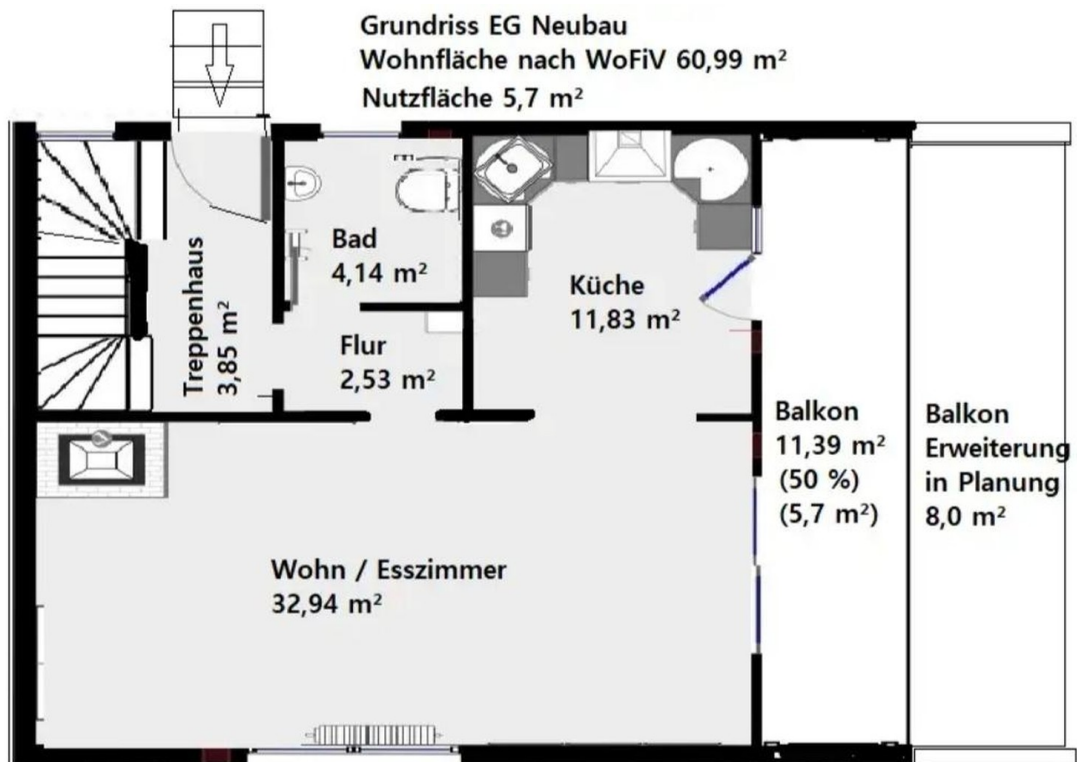 Grundriss EG Neubau
Wohnfläche nach WoFiV 60,99 m²
Nutzfläche 5,7 m²
Treppenhaus
3,85 m²
Bad
4,14 m²
Flur
2,53 m²
Küche
11,83 m²
Balkon
11,39 m²
(50 %)
(5,7 m²)
Balkon
Erweiterung
in Planung
8,0 m²
Wohn / Esszimmer
32,94 m²